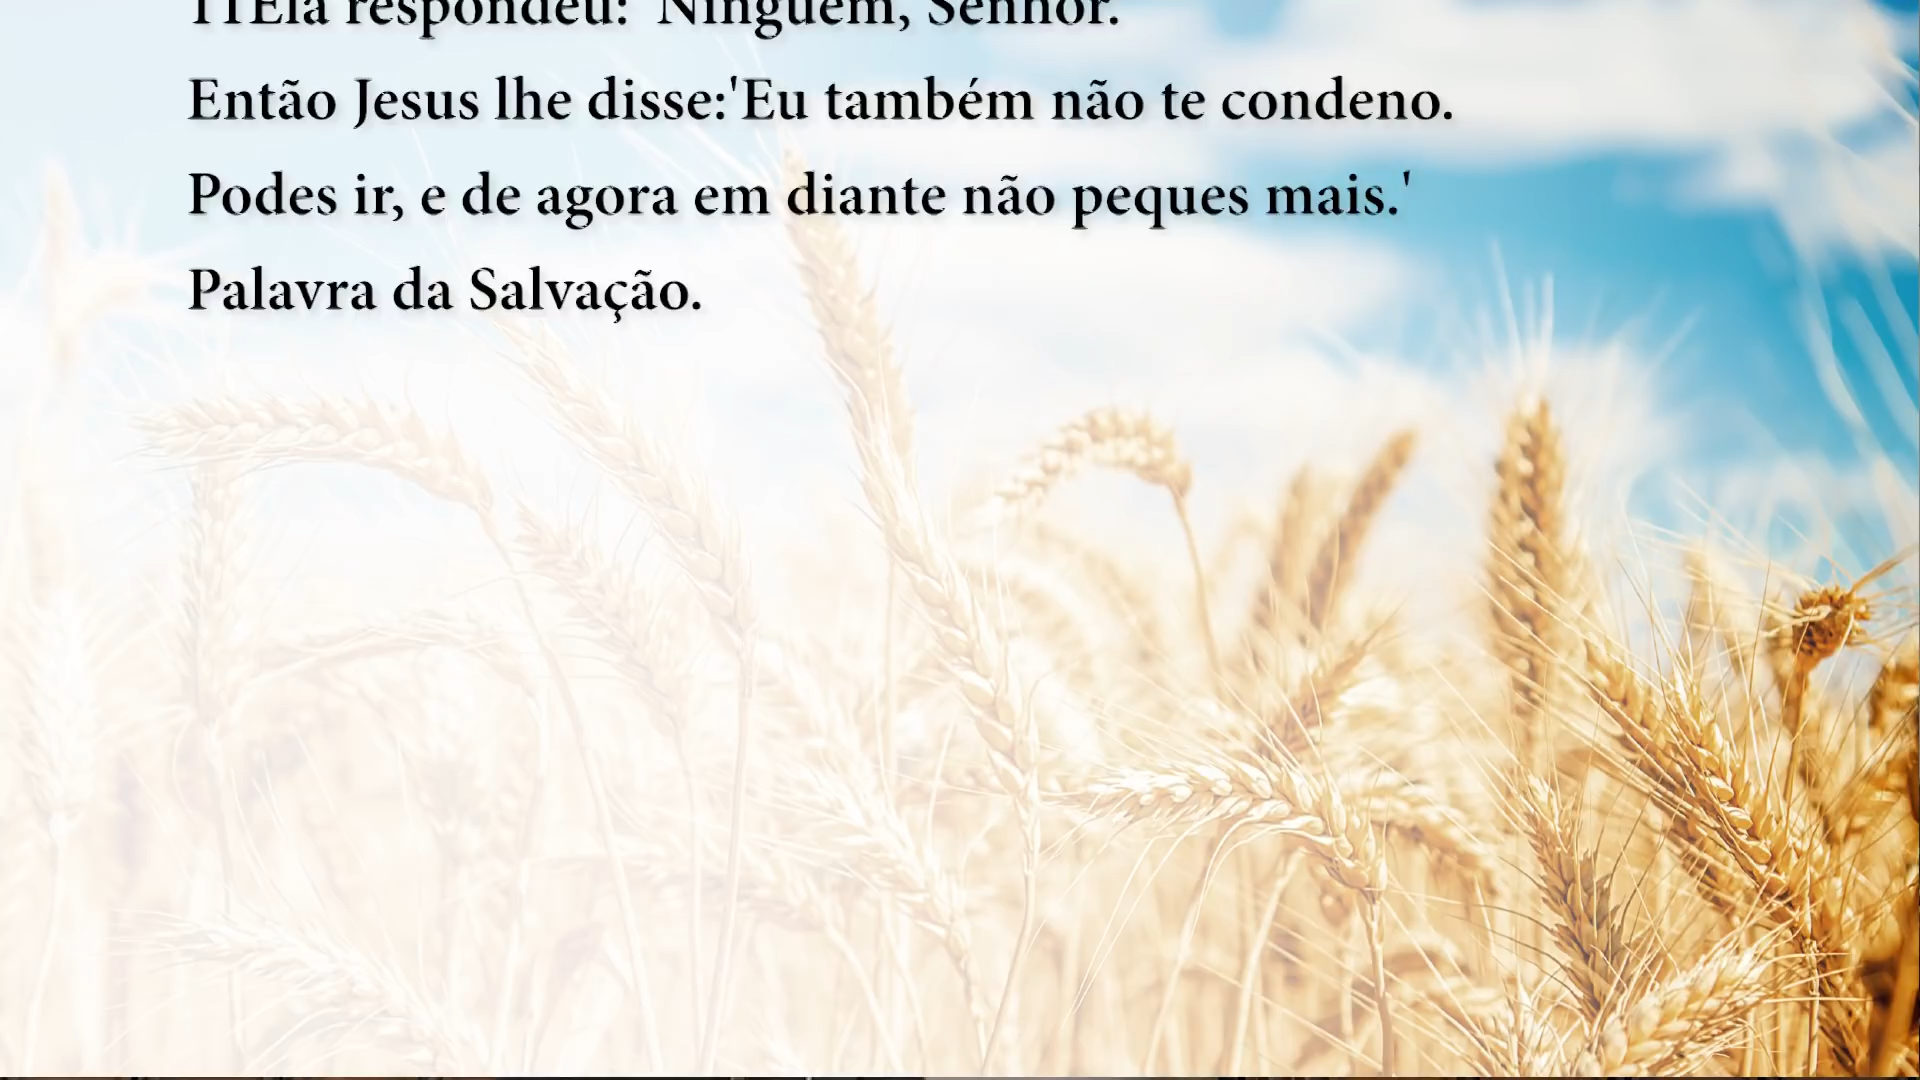 11Ela respondeu: 'Ninguém, Senhor.'
Então Jesus lhe disse:'Eu também não te condeno.
Podes ir, e de agora em diante não peques mais.'
Palavra da Salvação.